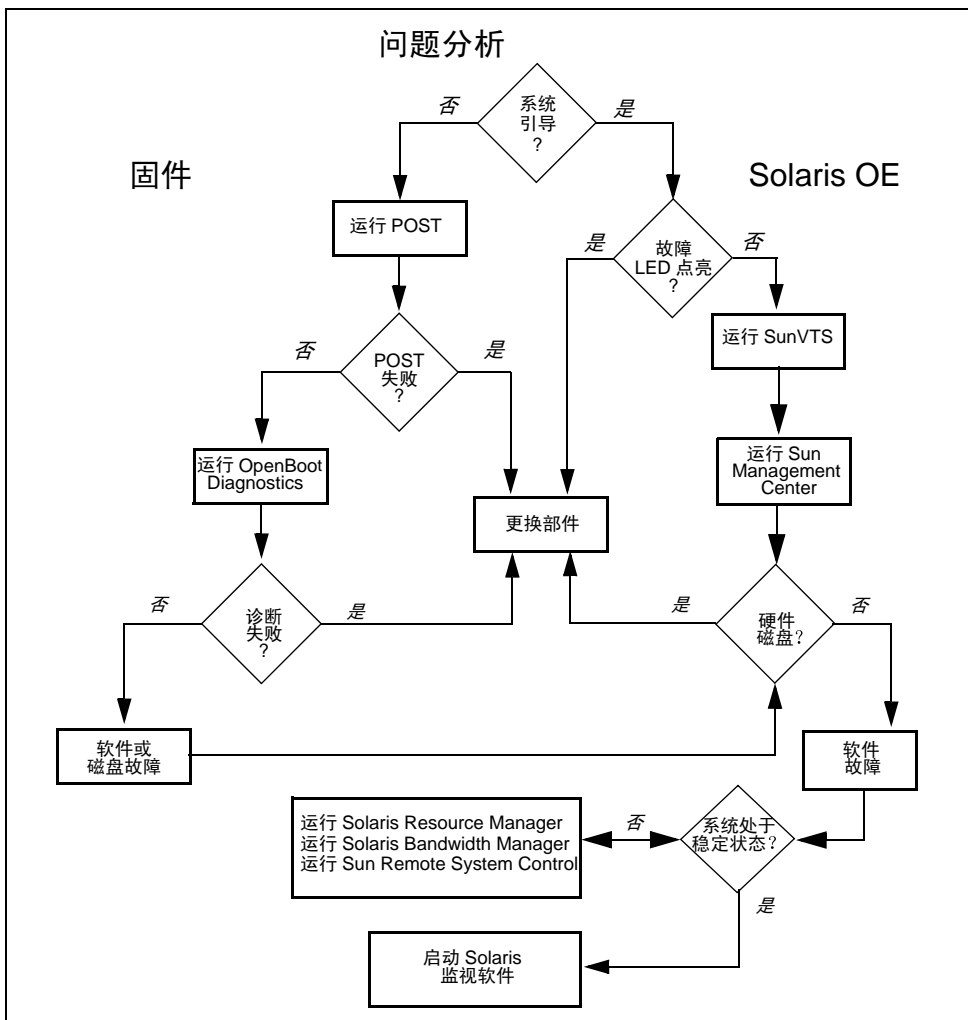 问题分析
否
系统
引导
?
是
固件
Solaris OE
运行 POST
是
故障
LED 点亮
?
否
运行 SunVTS
否
POST
失败
?
是
运行 OpenBoot
Diagnostics
运行 Sun
Management
Center
更换部件
否
诊断
失败
?
是
是
硬件
磁盘?
否
软件或
磁盘故障
软件
故障
运行 Solaris Resource Manager
运行 Solaris Bandwidth Manager
运行 Sun Remote System Control
否
系统处于
稳定状态?
是
启动 Solaris
监视软件